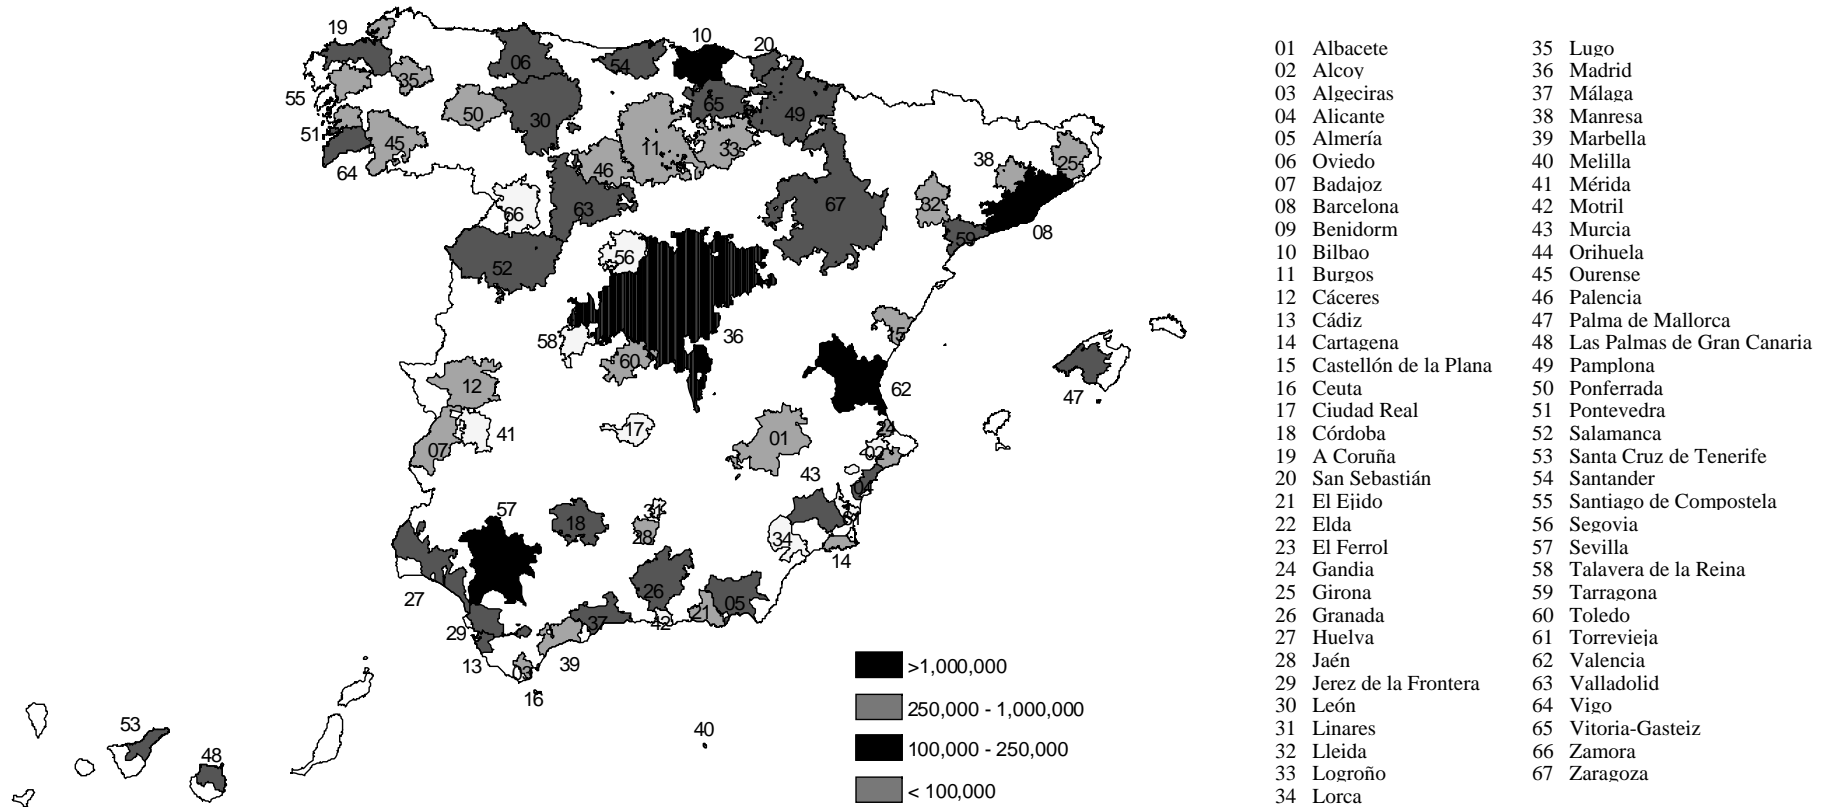 19
10
20
06
54
35
55
50
30
65
49
51
45
64
11
33
46
38
25
66
63
67
32
59
08
56
52
36
58
60
15
12
62
47
17
41
07
01
24
02
43
04
57
18
31
28
34
14
27
26
05
21
42
37
29
13
03
39
16
40
53
48
>1,000,000
250,000 - 1,000,000
100,000 - 250,000
< 100,000
01 Albacete
02 Alcoy
03 Algeciras
04 Alicante
05 Almería
06 Oviedo
07 Badajoz
08 Barcelona
09 Benidorm
10 Bilbao
11 Burgos
12 Cáceres
13 Cádiz
14 Cartagena
15 Castellón de la Plana
16 Ceuta
17 Ciudad Real
18 Córdoba
19 A Coruña
20 San Sebastián
21 El Ejido
22 Elda
23 El Ferrol
24 Gandia
25 Girona
26 Granada
27 Huelva
28 Jaén
29 Jerez de la Frontera
30 León
31 Linares
32 Lleida
33 Logroño
34 Lorca
35 Lugo
36 Madrid
37 Málaga
38 Manresa
39 Marbella
40 Melilla
41 Mérida
42 Motril
43 Murcia
44 Orihuela
45 Ourense
46 Palencia
47 Palma de Mallorca
48 Las Palmas de Gran Canaria
49 Pamplona
50 Ponferrada
51 Pontevedra
52 Salamanca
53 Santa Cruz de Tenerife
54 Santander
55 Santiago de Compostela
56 Segovia
57 Sevilla
58 Talavera de la Reina
59 Tarragona
60 Toledo
61 Torrevieja
62 Valencia
63 Valladolid
64 Vigo
65 Vitoria-Gasteiz
66 Zamora
67 Zaragoza